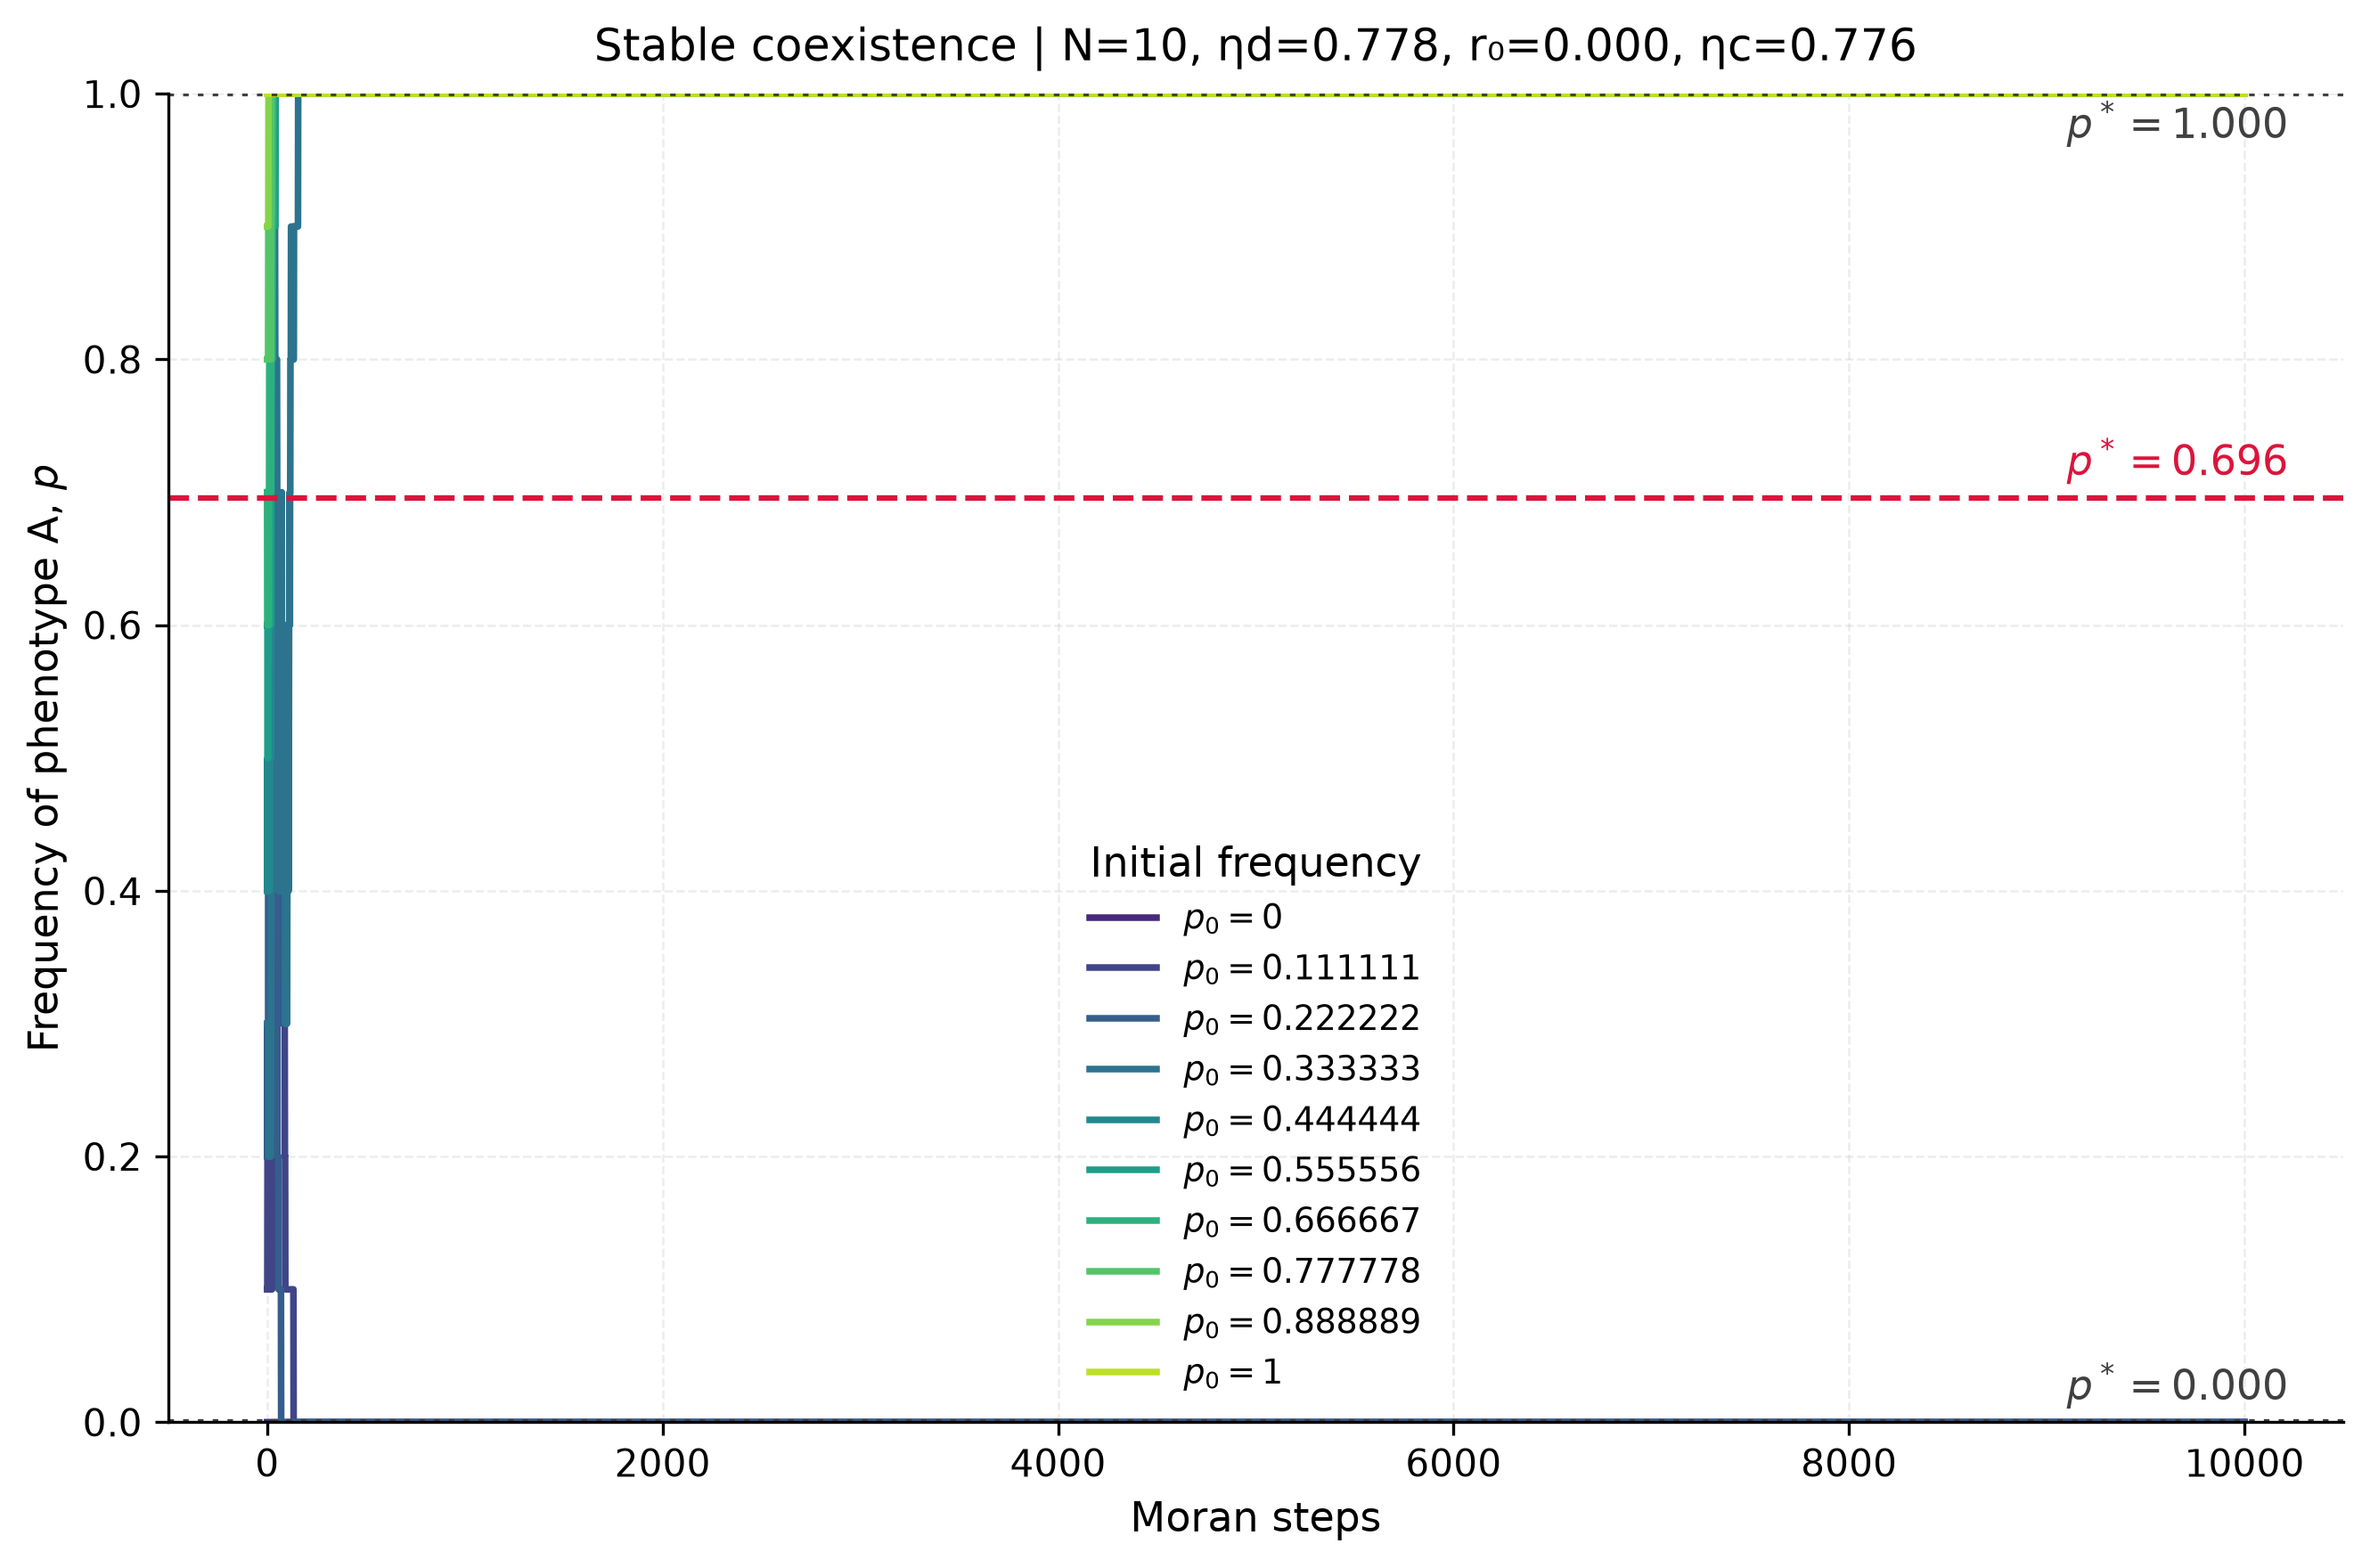 Stable coexistence | N=10, ηd=0.778, r₀=0.000, ηc=0.776
Frequency of phenotype A, p
1.0
0.8
0.6
0.4
0.2
0.0
p* = 1.000
p* = 0.696
p* = 0.000
Initial frequency
p₀ = 0
p₀ = 0.111111
p₀ = 0.222222
p₀ = 0.333333
p₀ = 0.444444
p₀ = 0.555556
p₀ = 0.666667
p₀ = 0.777778
p₀ = 0.888889
p₀ = 1
0 2000 4000 6000 8000 10000
Moran steps